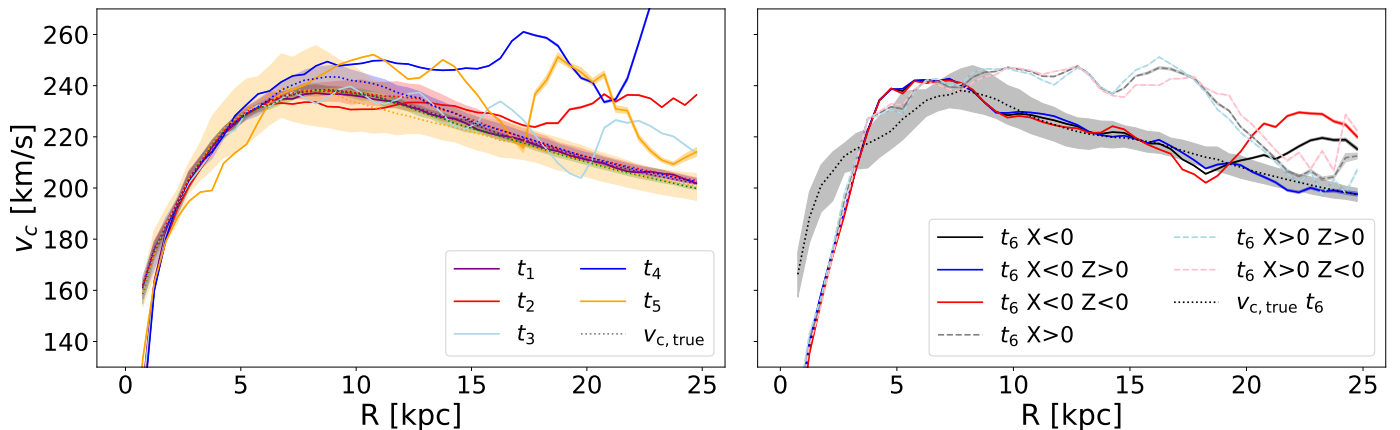 260
240
220
200
180
160
140
v_c [km/s]
0 5 10 15 20 25
R [kpc]
t_1 t_4
t_2 t_5
t_3 v_{c, true}
0 5 10 15 20 25
R [kpc]
t_6 X<0
t_6 X<0 Z>0
t_6 X<0 Z<0
t_6 X>0
t_6 X>0 Z>0
t_6 X>0 Z<0
v_{c, true} t_6